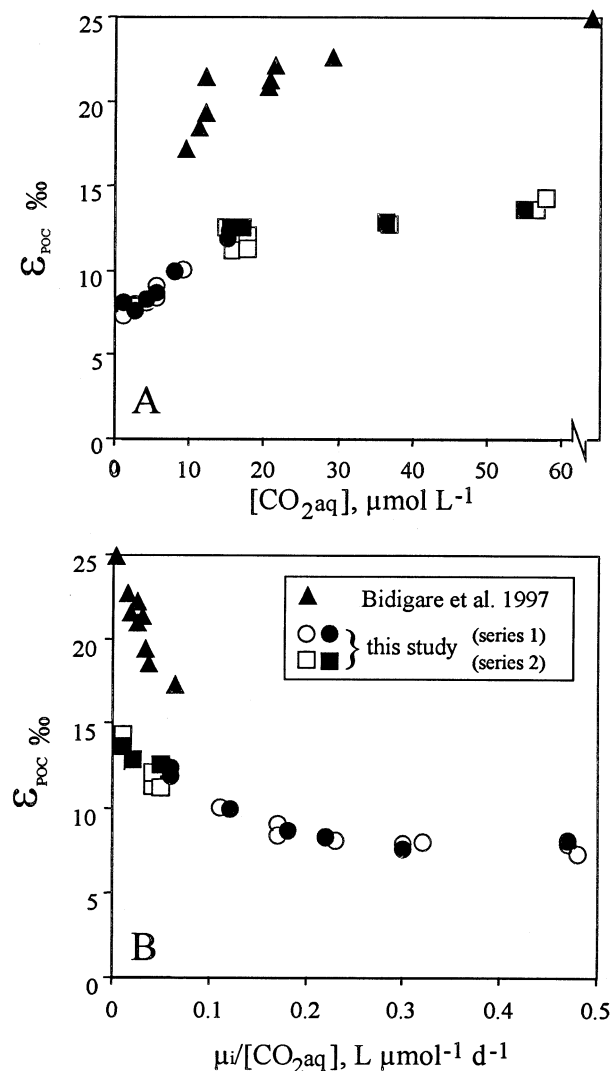 25
20
15
10
5
0
εPOC ‰
A
0 10 20 30 40 50 60
[CO2aq], μmol L-1
25
20
15
10
5
0
εPOC ‰
Bidigare et al. 1997
this study (series 1)
(series 2)
B
0 0.1 0.2 0.3 0.4 0.5
μi/[CO2aq], L μmol-1 d-1